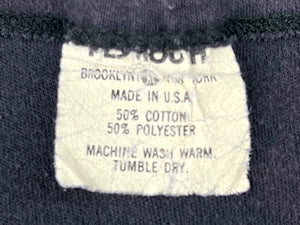 BROOKLYN NEW YORK
MADE IN U.S.A.
50% COTTON
50% POLYESTER
MACHINE WASH WARM.
TUMBLE DRY.